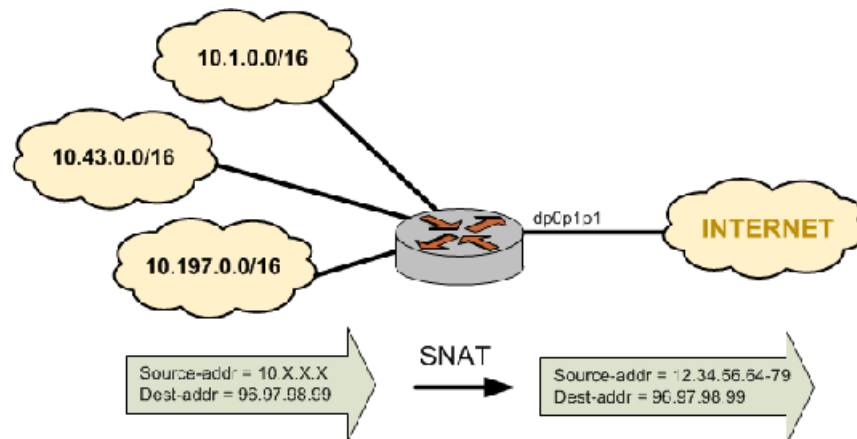 10.1.0.0/16
10.43.0.0/16
dp0p1p1
INTERNET
10.197.0.0/16
SNAT
Source-addr = 10.X.X.X
Dest-addr = 96.97.98.99
Source-addr = 12.34.56.64-79
Dest-addr = 96.97.98.99